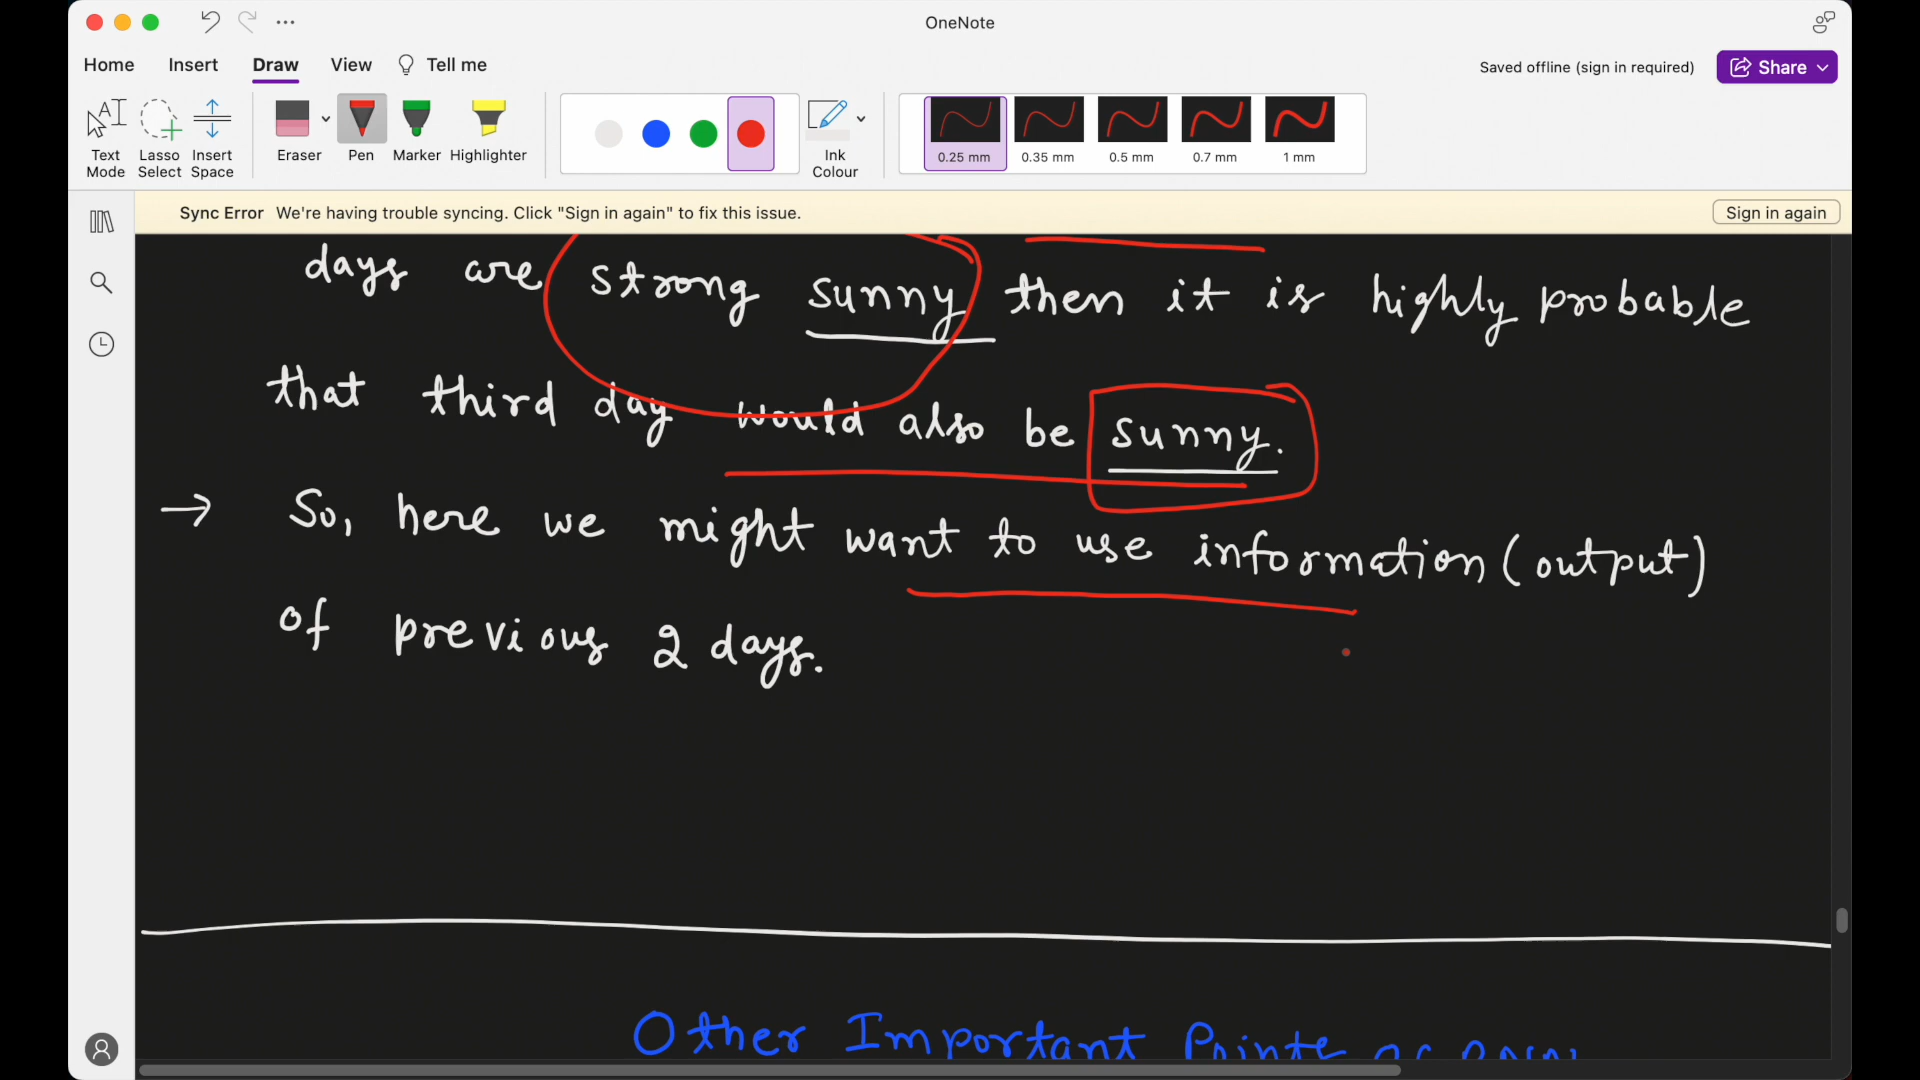 OneNote
Home Insert Draw View Tell me
Saved offline (sign in required) Share
Text Mode
Lasso Select
Insert Space
Eraser
Pen
Marker
Highlighter
Ink Colour
0.25 mm 0.35 mm 0.5 mm 0.7 mm 1 mm
Sync Error We're having trouble syncing. Click "Sign in again" to fix this issue. Sign in again
days are strong sunny then it is highly probable
that third day would also be sunny.
→ So, here we might want to use information (output)
of previous 2 days.
Other Important Points